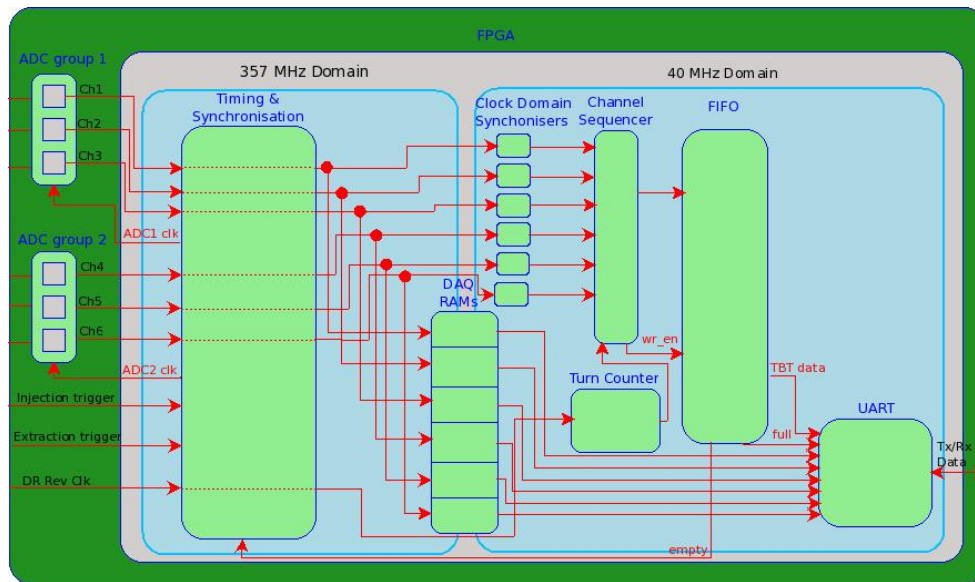 FPGA
ADC group 1
357 MHz Domain
40 MHz Domain
Ch1
Ch2
Ch3
Timing &
Synchronisation
Clock Domain
Synchonisers
Channel
Sequencer
FIFO
ADC1 clk
ADC group 2
Ch4
Ch5
Ch6
DAQ
RAMs
wr_en
ADC2 clk
Turn Counter
TBT data
Injection trigger
UART
Extraction trigger
full
Tx/Rx
Data
DR Rev Clk
empty